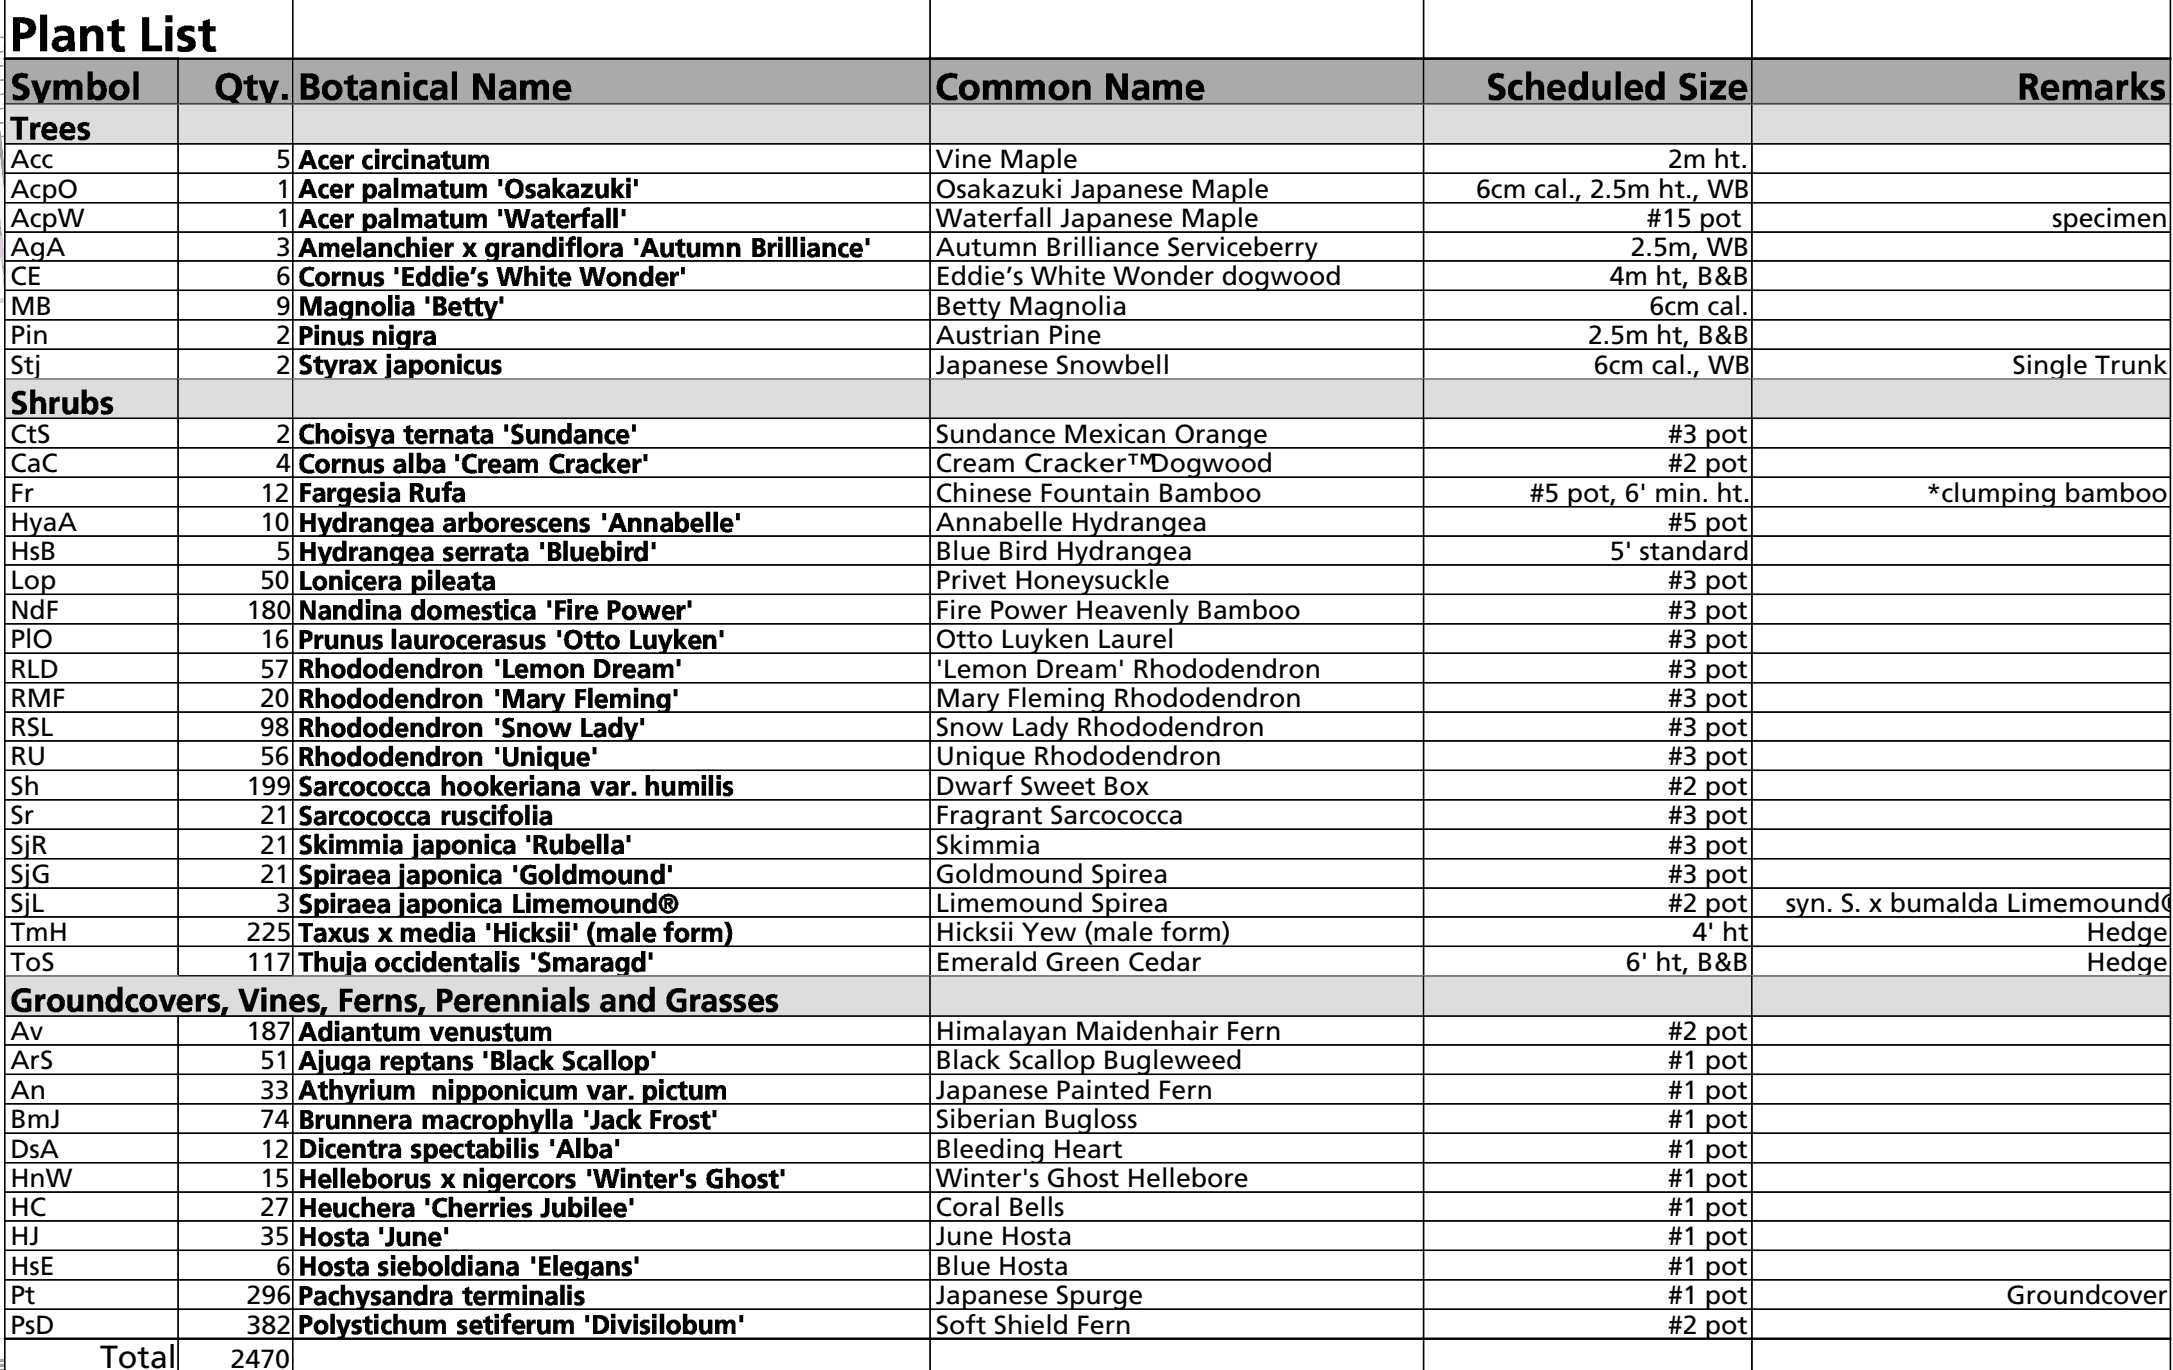 Plant List
Symbol Qty. Botanical Name Common Name Scheduled Size Remarks
Trees
Acc 5 Acer circinatum Vine Maple 2m ht.
AcpO 1 Acer palmatum 'Osakazuki' Osakazuki Japanese Maple 6cm cal., 2.5m ht., WB
AcpW 1 Acer palmatum 'Waterfall' Waterfall Japanese Maple #15 pot specimen
AgA 3 Amelanchier x grandiflora 'Autumn Brilliance' Autumn Brilliance Serviceberry 2.5m, WB
CE 6 Cornus 'Eddie’s White Wonder' Eddie’s White Wonder dogwood 4m ht, B&B
MB 9 Magnolia 'Betty' Betty Magnolia 6cm cal.
Pin 2 Pinus nigra Austrian Pine 2.5m ht, B&B
Stj 2 Styrax japonicus Japanese Snowbell 6cm cal., WB Single Trunk
Shrubs
CtS 2 Choisya ternata 'Sundance' Sundance Mexican Orange #3 pot
CaC 4 Cornus alba 'Cream Cracker' Cream Cracker™Dogwood #2 pot
Fr 12 Fargesia Rufa Chinese Fountain Bamboo #5 pot, 6' min. ht. *clumping bamboo
HyaA 10 Hydrangea arborescens 'Annabelle' Annabelle Hydrangea #5 pot
HsB 5 Hydrangea serrata 'Bluebird' Blue Bird Hydrangea 5' standard
Lop 50 Lonicera pileata Privet Honeysuckle #3 pot
NdF 180 Nandina domestica 'Fire Power' Fire Power Heavenly Bamboo #3 pot
PlO 16 Prunus laurocerasus 'Otto Luyken' Otto Luyken Laurel #3 pot
RLD 57 Rhododendron 'Lemon Dream' 'Lemon Dream' Rhododendron #3 pot
RMF 20 Rhododendron 'Mary Fleming' Mary Fleming Rhododendron #3 pot
RSL 98 Rhododendron 'Snow Lady' Snow Lady Rhododendron #3 pot
RU 56 Rhododendron 'Unique' Unique Rhododendron #3 pot
Sh 199 Sarcococca hookeriana var. humilis Dwarf Sweet Box #2 pot
Sr 21 Sarcococca ruscifolia Fragrant Sarcococca #3 pot
SjR 21 Skimmia japonica 'Rubella' Skimmia #3 pot
SjG 21 Spiraea japonica 'Goldmound' Goldmound Spirea #3 pot
SjL 3 Spiraea japonica Limemound® Limemound Spirea #2 pot syn. S. x bumalda Limemound®
TmH 225 Taxus x media 'Hicksii' (male form) Hicksii Yew (male form) 4' ht Hedge
ToS 117 Thuja occidentalis 'Smaragd' Emerald Green Cedar 6' ht, B&B Hedge
Groundcovers, Vines, Ferns, Perennials and Grasses
Av 187 Adiantum venustum Himalayan Maidenhair Fern #2 pot
ArS 51 Ajuga reptans 'Black Scallop' Black Scallop Bugleweed #1 pot
An 33 Athyrium nipponicum var. pictum Japanese Painted Fern #1 pot
BmJ 74 Brunnera macrophylla 'Jack Frost' Siberian Bugloss #1 pot
DsA 12 Dicentra spectabilis 'Alba' Bleeding Heart #1 pot
HnW 15 Helleborus x nigercors 'Winter's Ghost' Winter's Ghost Hellebore #1 pot
HC 27 Heuchera 'Cherries Jubilee' Coral Bells #1 pot
HJ 35 Hosta 'June' June Hosta #1 pot
HsE 6 Hosta sieboldiana 'Elegans' Blue Hosta #1 pot
Pt 296 Pachysandra terminalis Japanese Spurge #1 pot Groundcover
PsD 382 Polystichum setiferum 'Divisilobum' Soft Shield Fern #2 pot
Total 2470